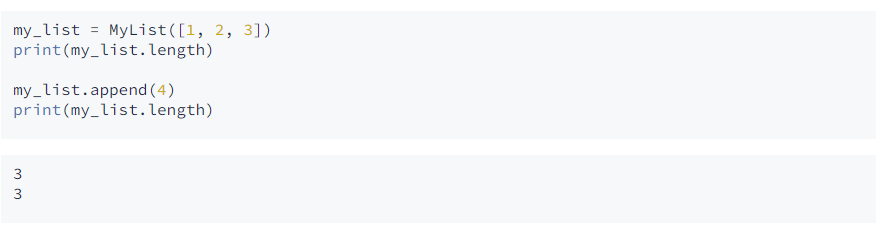 my_list = MyList([1, 2, 3])
print(my_list.length)
my_list.append(4)
print(my_list.length)
3
3